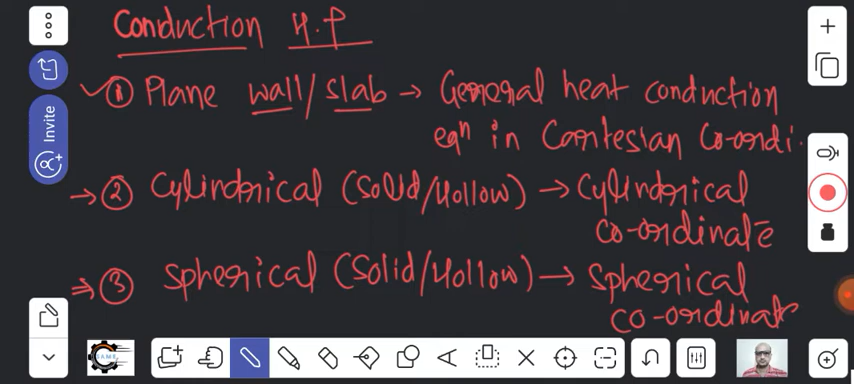 Conduction H.P
① Plane wall/slab → General heat conduction
eqⁿ in Cartesian Co-ordi
→ ② Cylindrical (Solid/Hollow) → Cylindrical
co-ordinate
⇒ ③ Spherical (Solid/Hollow) → Spherical
co-ordinate
Invite